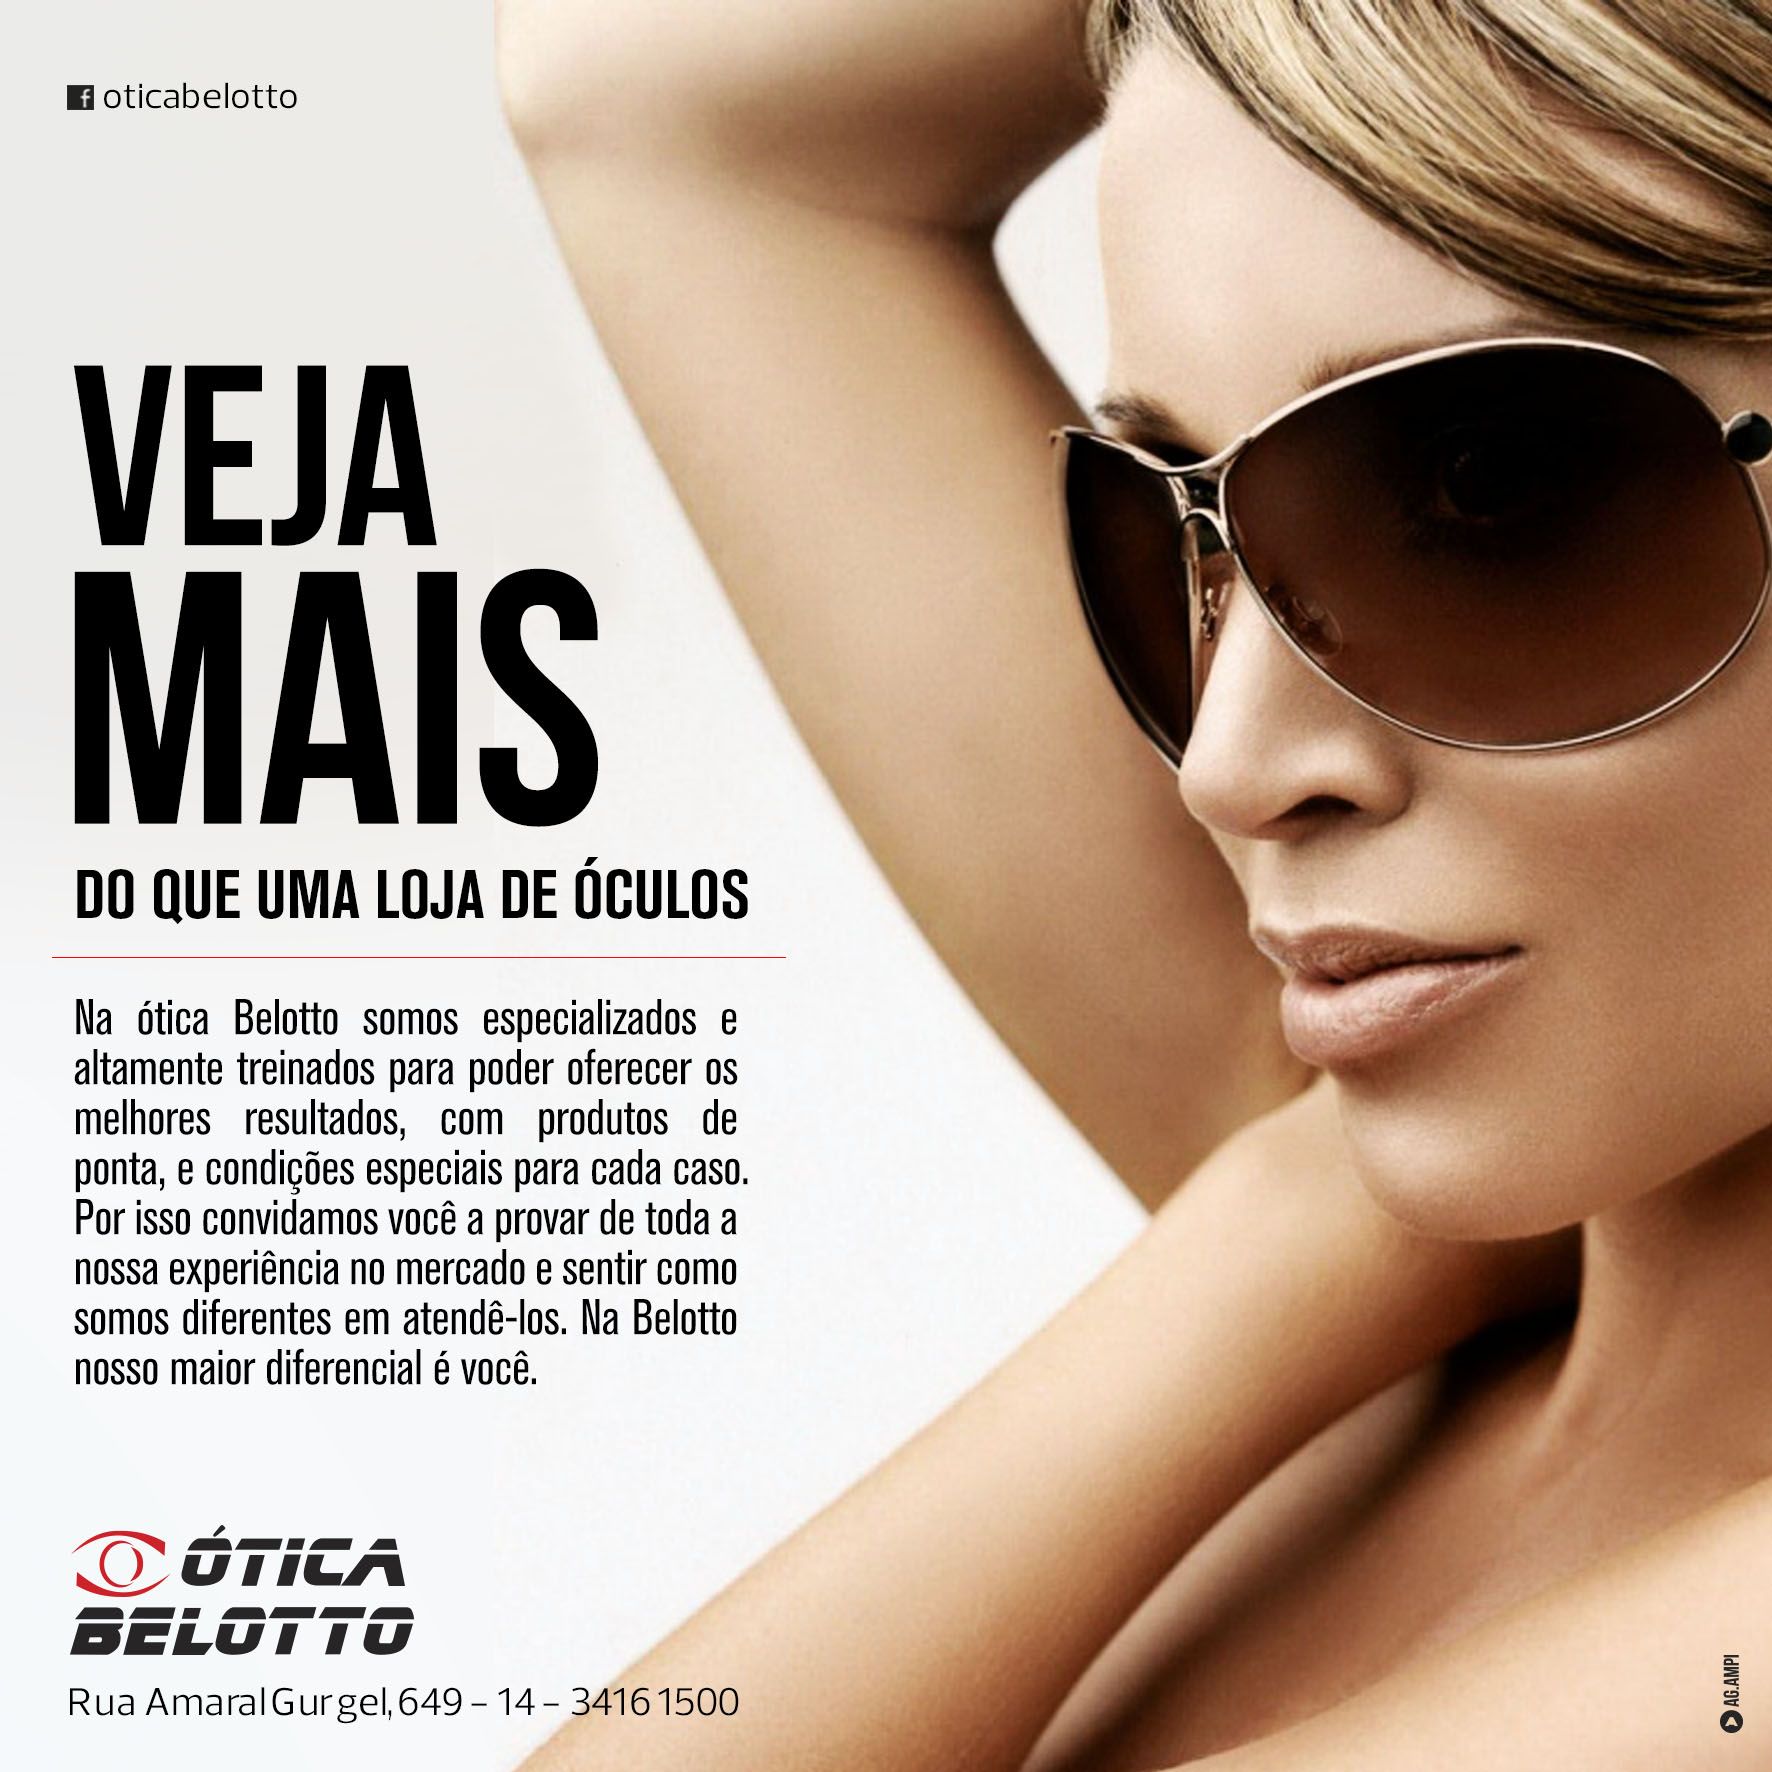 oticabelotto
VEJA
MAIS
DO QUE UMA LOJA DE ÓCULOS
Na ótica Belotto somos especializados e
altamente treinados para poder oferecer os
melhores resultados, com produtos de
ponta, e condições especiais para cada caso.
Por isso convidamos você a provar de toda a
nossa experiência no mercado e sentir como
somos diferentes em atendê-los. Na Belotto
nosso maior diferencial é você.
ÓTICA
BELOTTO
Rua Amaral Gurgel, 649 – 14 – 3416 1500
AG.AMPI